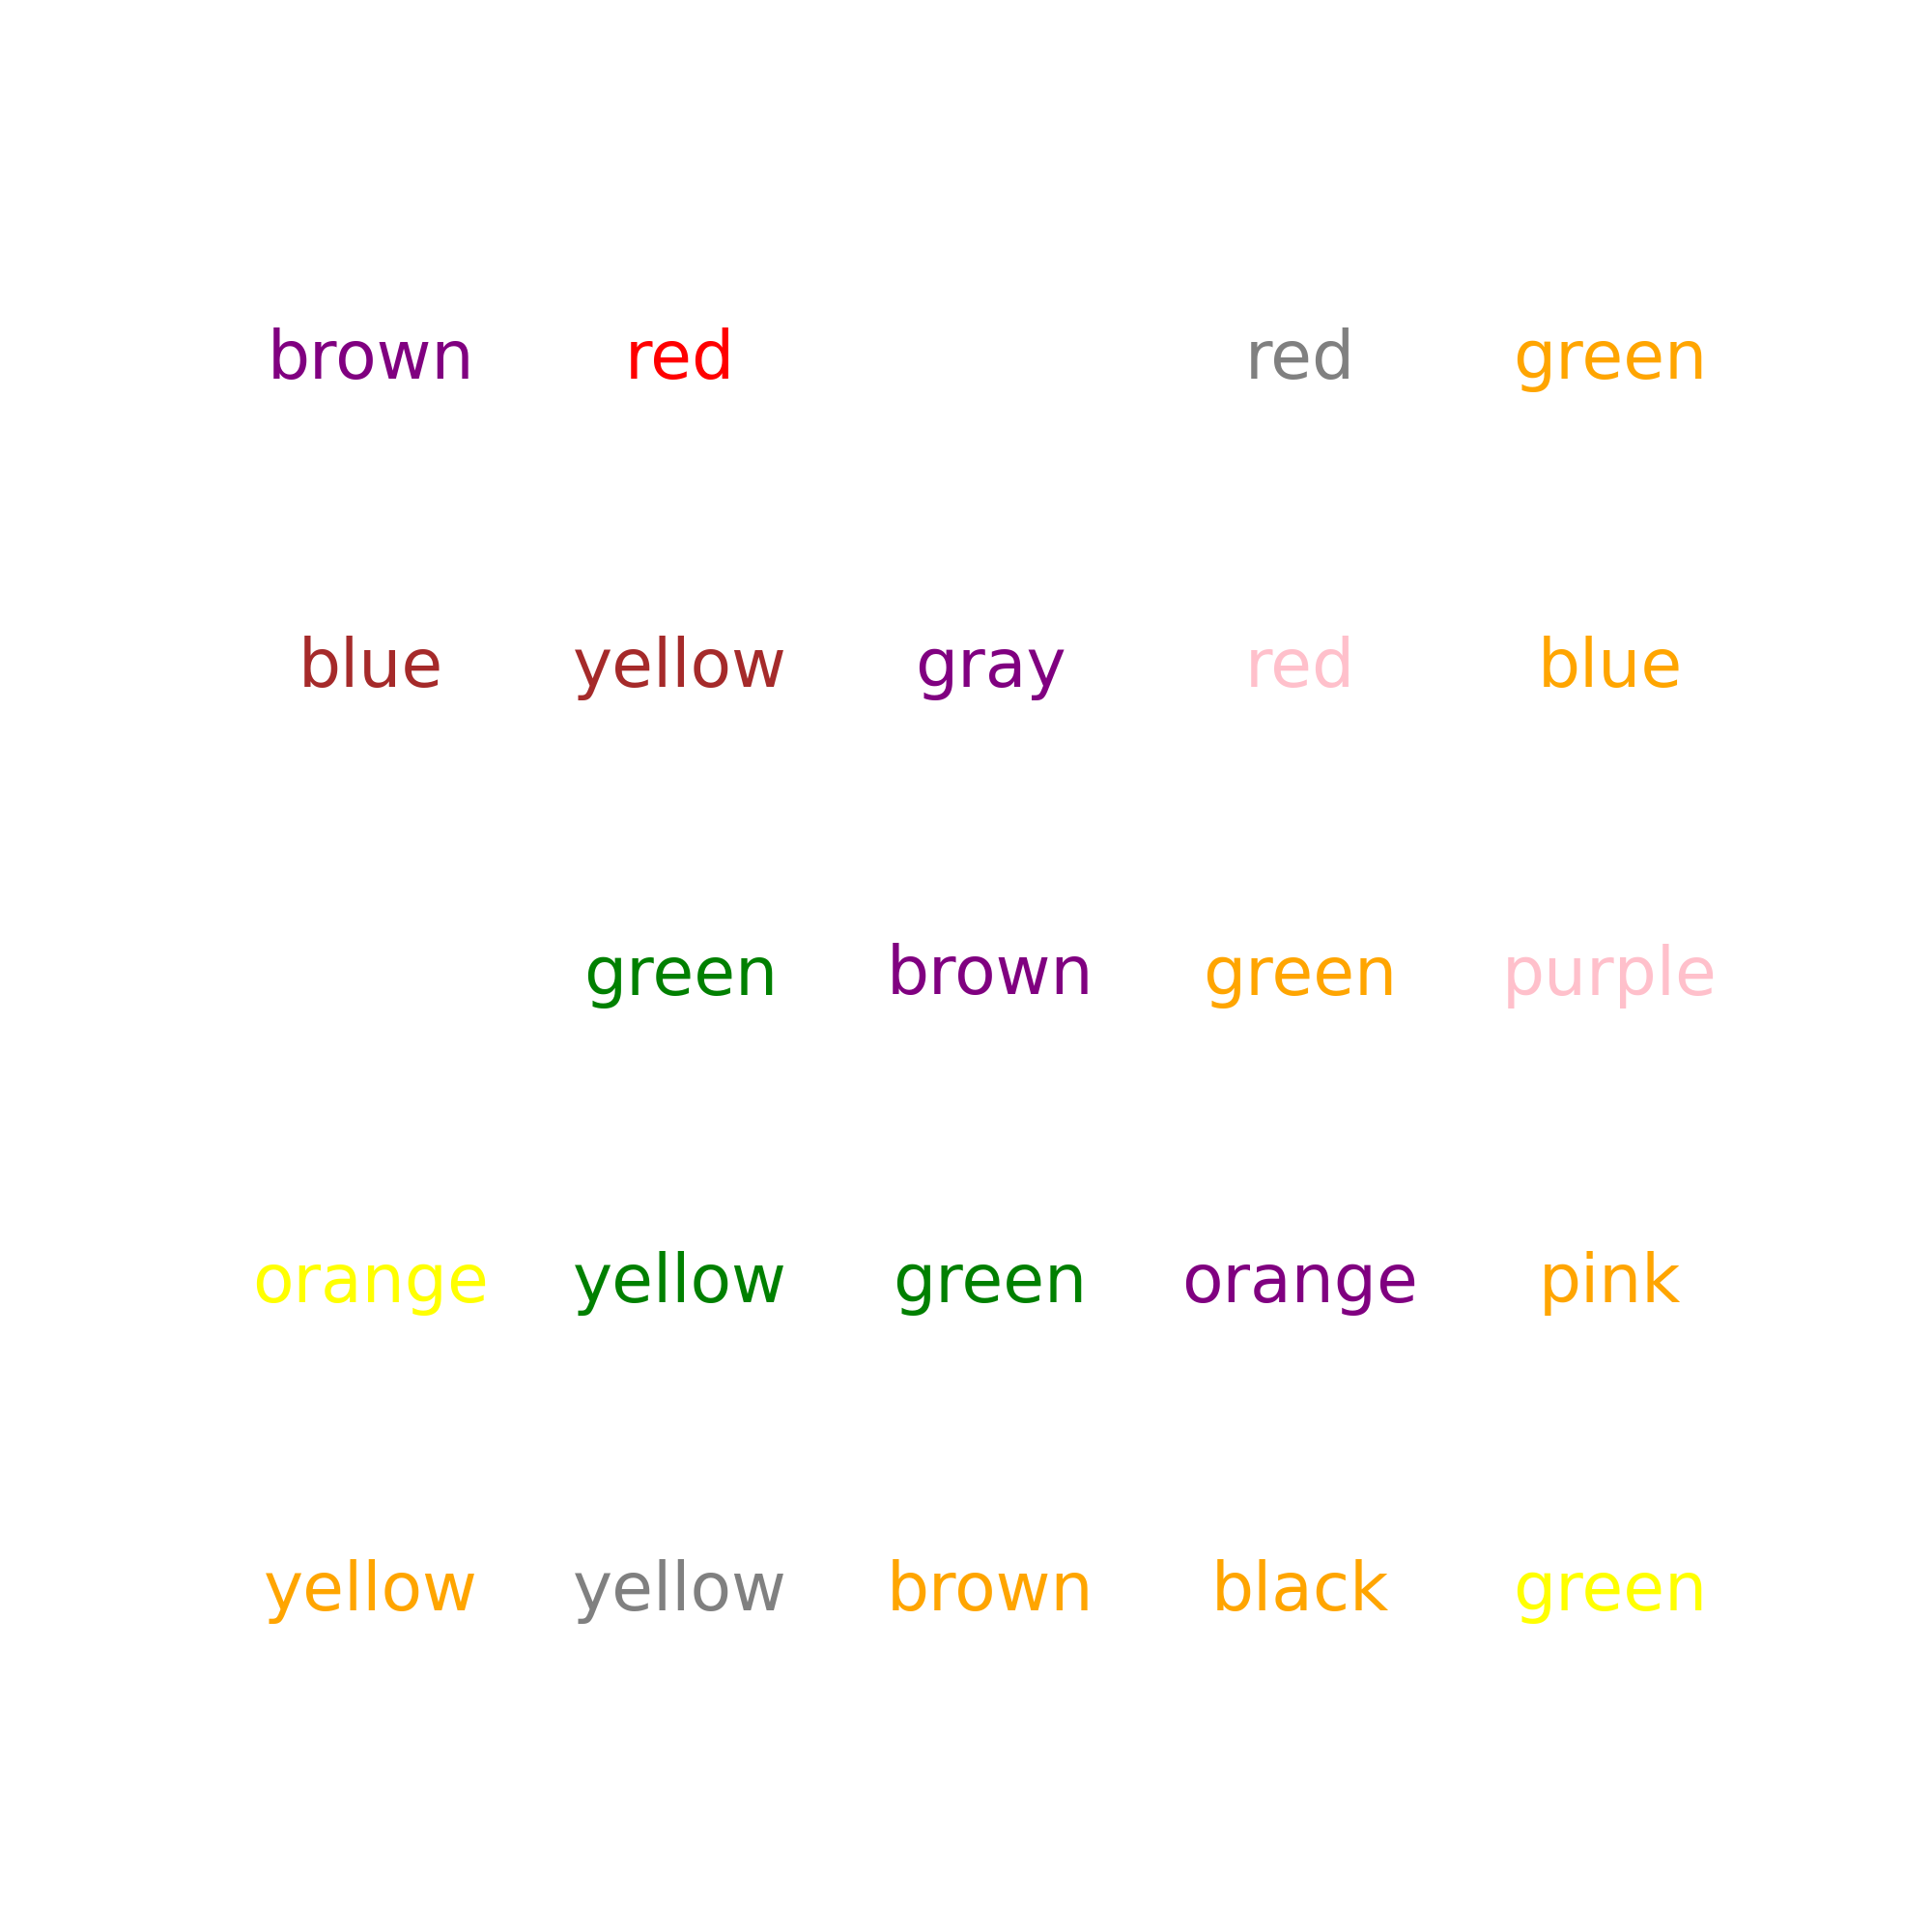 brown red red green
blue yellow gray red blue
green brown green purple
orange yellow green orange pink
yellow yellow brown black green